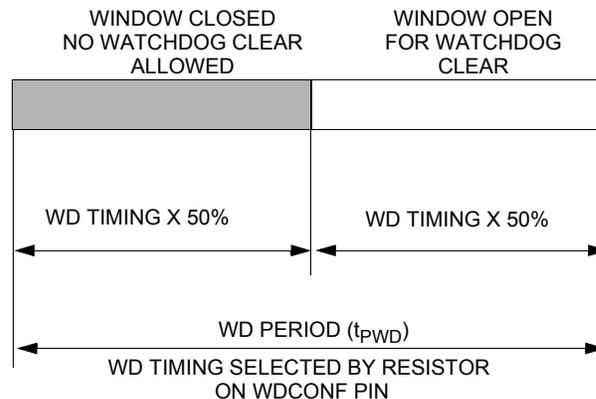 WINDOW CLOSED
NO WATCHDOG CLEAR
ALLOWED
WINDOW OPEN
FOR WATCHDOG
CLEAR
WD TIMING X 50%
WD TIMING X 50%
WD PERIOD (tPWD)
WD TIMING SELECTED BY RESISTOR
ON WDCONF PIN